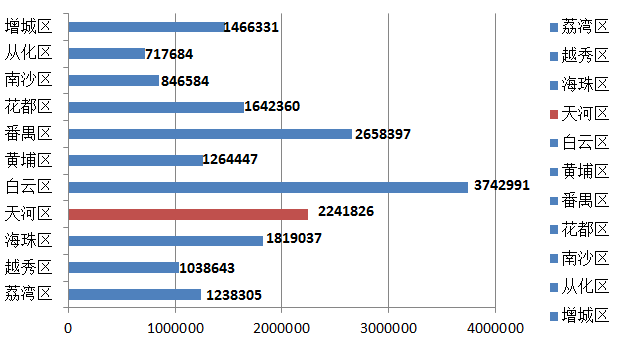 增城区 1466331
从化区 717684
南沙区 846584
花都区 1642360
番禺区 2658397
黄埔区 1264447
白云区 3742991
天河区 2241826
海珠区 1819037
越秀区 1038643
荔湾区 1238305
0 1000000 2000000 3000000 4000000
荔湾区
越秀区
海珠区
天河区
白云区
黄埔区
番禺区
花都区
南沙区
从化区
增城区